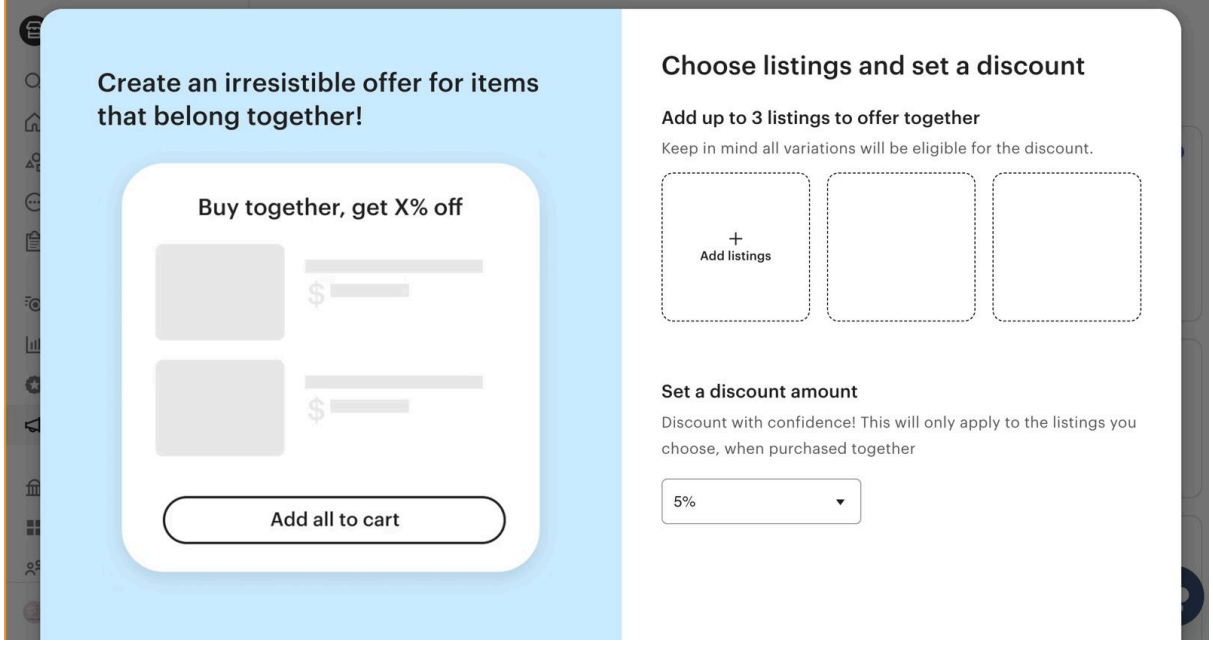 Create an irresistible offer for items
that belong together!
Buy together, get X% off
$
$
Add all to cart
Choose listings and set a discount
Add up to 3 listings to offer together
Keep in mind all variations will be eligible for the discount.
+
Add listings
Set a discount amount
Discount with confidence! This will only apply to the listings you
choose, when purchased together
5%